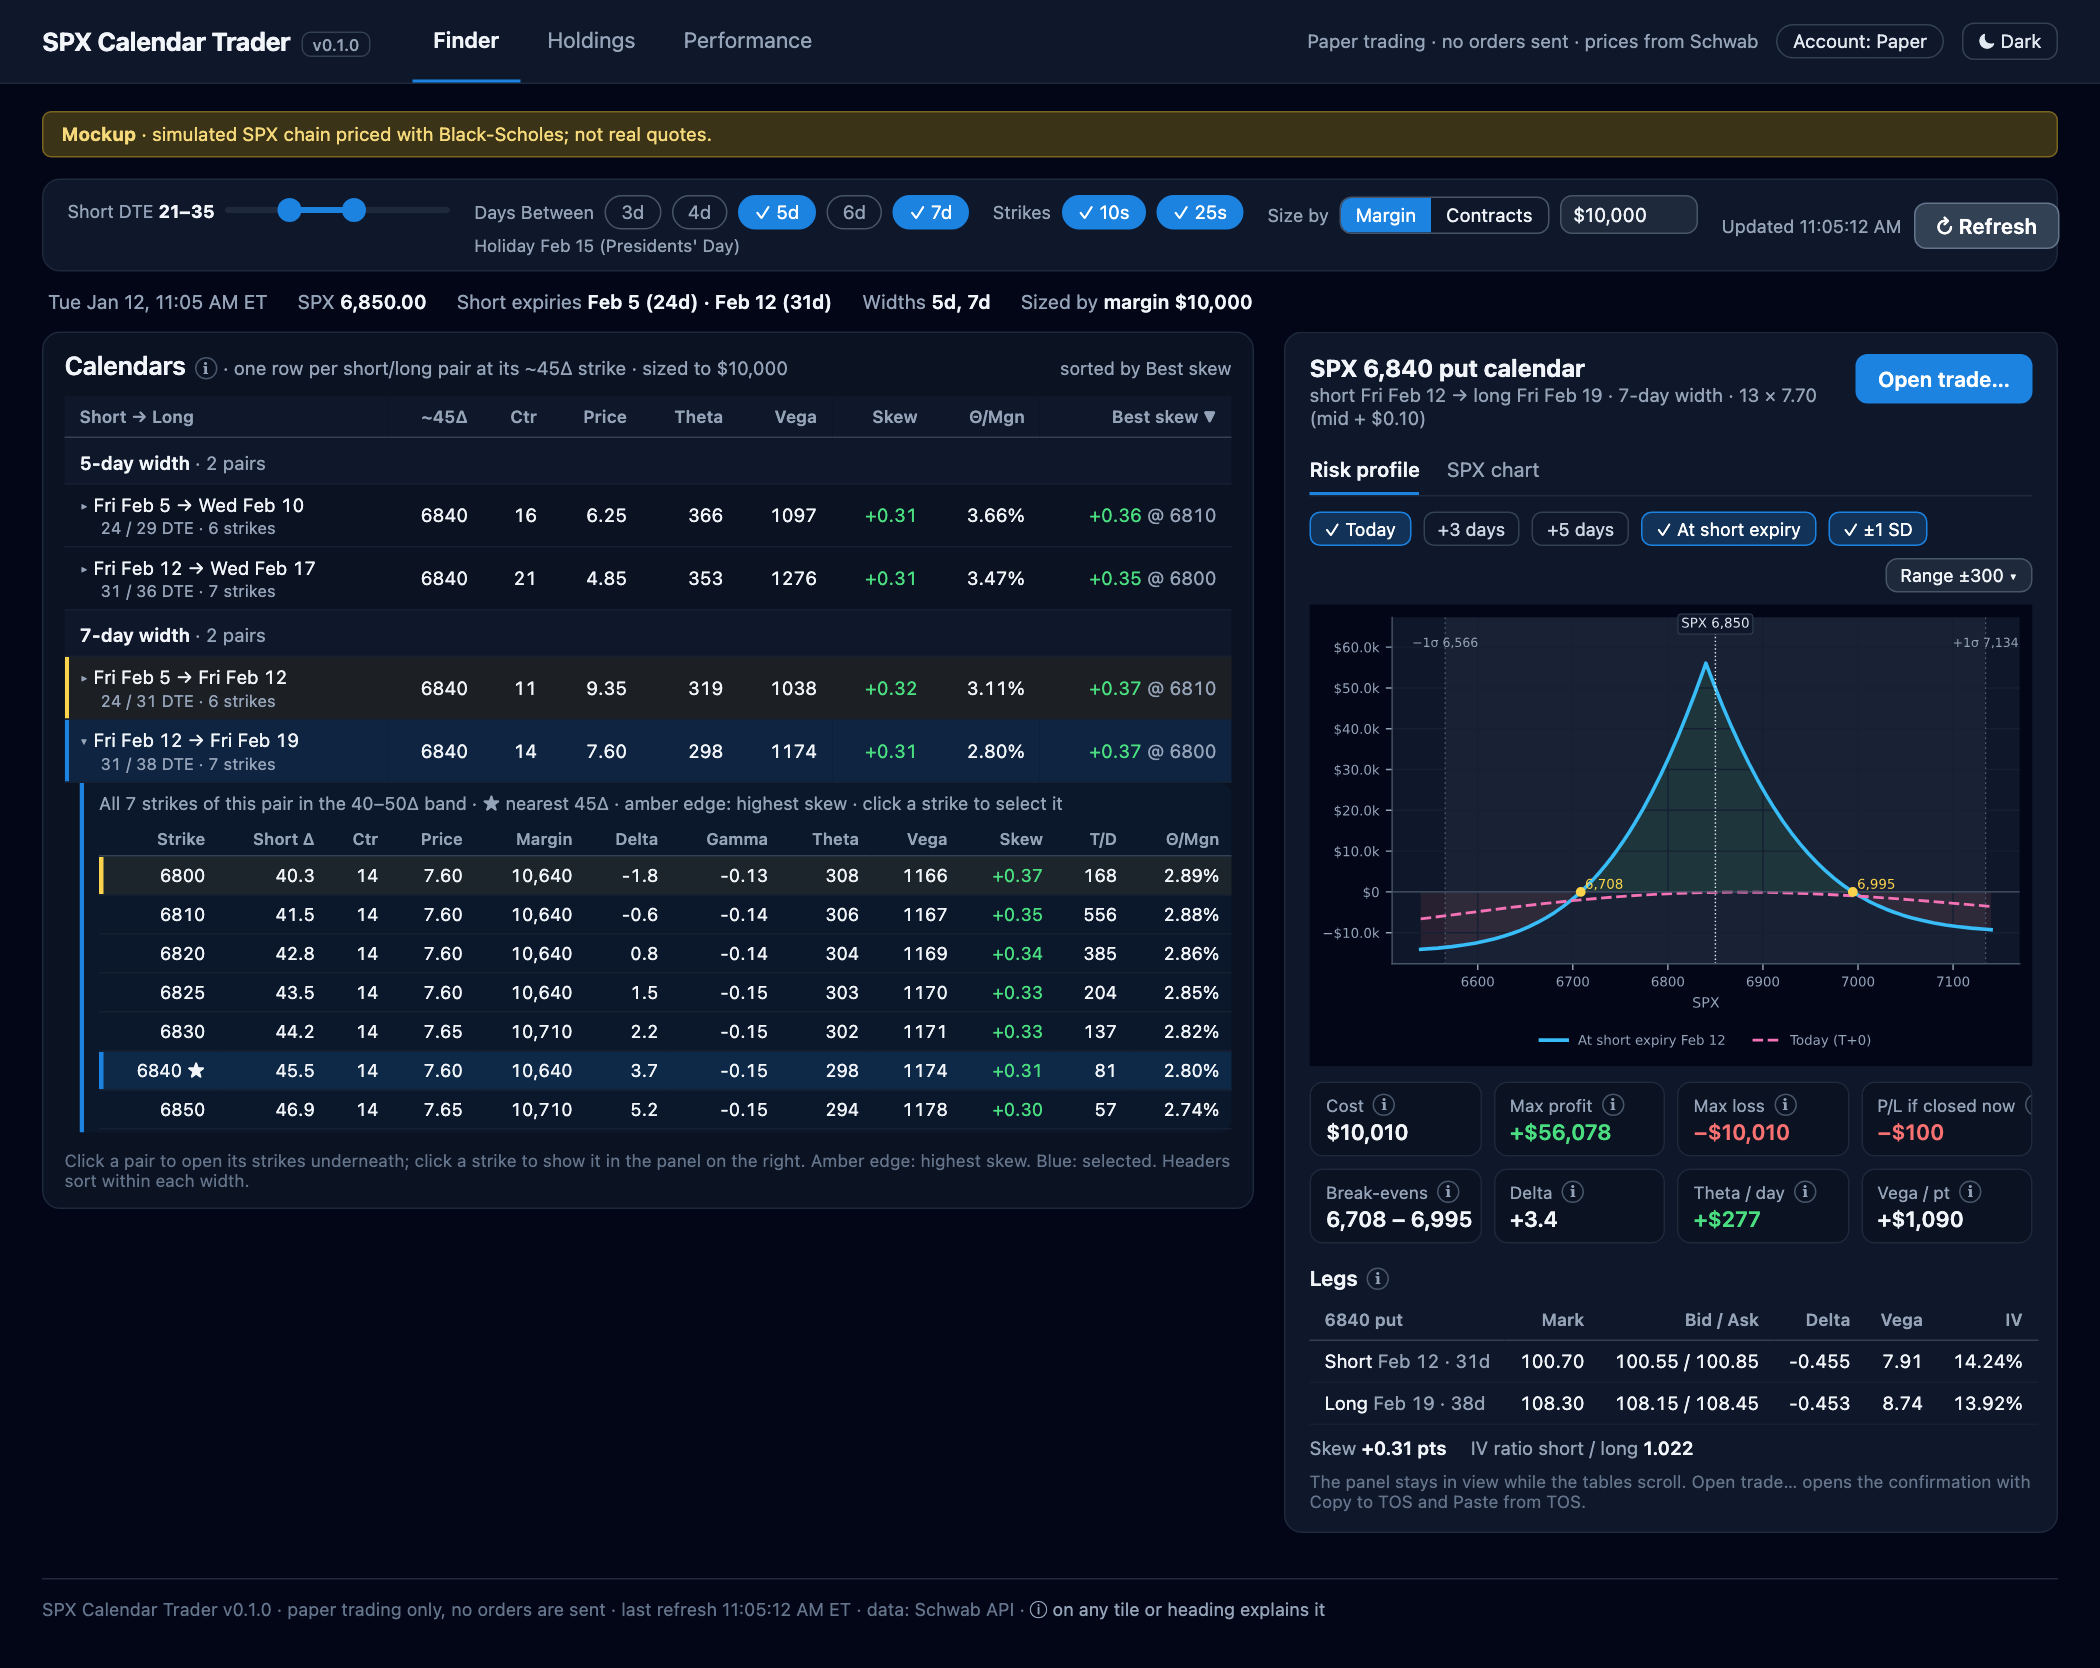 SPX Calendar Trader v0.1.0 Finder Holdings Performance Paper trading · no orders sent · prices from Schwab Account: Paper Dark
Mockup · simulated SPX chain priced with Black-Scholes; not real quotes.
Short DTE 21–35 Days Between 3d 4d ✓ 5d 6d ✓ 7d Strikes ✓ 10s ✓ 25s Size by Margin Contracts $10,000 Updated 11:05:12 AM ↻ Refresh
Holiday Feb 15 (Presidents' Day)
Tue Jan 12, 11:05 AM ET SPX 6,850.00 Short expiries Feb 5 (24d) · Feb 12 (31d) Widths 5d, 7d Sized by margin $10,000
Calendars ⓘ · one row per short/long pair at its ~45Δ strike · sized to $10,000 sorted by Best skew
Short → Long ~45Δ Ctr Price Theta Vega Skew Θ/Mgn Best skew ▼
5-day width · 2 pairs
▸ Fri Feb 5 → Wed Feb 10 6840 16 6.25 366 1097 +0.31 3.66% +0.36 @ 6810
24 / 29 DTE · 6 strikes
▸ Fri Feb 12 → Wed Feb 17 6840 21 4.85 353 1276 +0.31 3.47% +0.35 @ 6800
31 / 36 DTE · 7 strikes
7-day width · 2 pairs
▸ Fri Feb 5 → Fri Feb 12 6840 11 9.35 319 1038 +0.32 3.11% +0.37 @ 6810
24 / 31 DTE · 6 strikes
▾ Fri Feb 12 → Fri Feb 19 6840 14 7.60 298 1174 +0.31 2.80% +0.37 @ 6800
31 / 38 DTE · 7 strikes
All 7 strikes of this pair in the 40–50Δ band · ★ nearest 45Δ · amber edge: highest skew · click a strike to select it
Strike Short Δ Ctr Price Margin Delta Gamma Theta Vega Skew T/D Θ/Mgn
6800 40.3 14 7.60 10,640 -1.8 -0.13 308 1166 +0.37 168 2.89%
6810 41.5 14 7.60 10,640 -0.6 -0.14 306 1167 +0.35 556 2.88%
6820 42.8 14 7.60 10,640 0.8 -0.14 304 1169 +0.34 385 2.86%
6825 43.5 14 7.60 10,640 1.5 -0.15 303 1170 +0.33 204 2.85%
6830 44.2 14 7.65 10,710 2.2 -0.15 302 1171 +0.33 137 2.82%
6840 ★ 45.5 14 7.60 10,640 3.7 -0.15 298 1174 +0.31 81 2.80%
6850 46.9 14 7.65 10,710 5.2 -0.15 294 1178 +0.30 57 2.74%
Click a pair to open its strikes underneath; click a strike to show it in the panel on the right. Amber edge: highest skew. Blue: selected. Headers
sort within each width.
SPX 6,840 put calendar Open trade...
short Fri Feb 12 → long Fri Feb 19 · 7-day width · 13 × 7.70
(mid + $0.10)
Risk profile SPX chart
✓ Today +3 days +5 days ✓ At short expiry ✓ ±1 SD
Range ±300 ▾
SPX 6,850
−1σ 6,566 +1σ 7,134
$60.0k
$50.0k
$40.0k
$30.0k
$20.0k
$10.0k
$0
−$10.0k
6,708 6,995
6600 6700 6800 6900 7000 7100
SPX
At short expiry Feb 12 Today (T+0)
Cost ⓘ Max profit ⓘ Max loss ⓘ P/L if closed now
$10,010 +$56,078 −$10,010 −$100
Break-evens ⓘ Delta ⓘ Theta / day ⓘ Vega / pt ⓘ
6,708 – 6,995 +3.4 +$277 +$1,090
Legs ⓘ
6840 put Mark Bid / Ask Delta Vega IV
Short Feb 12 · 31d 100.70 100.55 / 100.85 -0.455 7.91 14.24%
Long Feb 19 · 38d 108.30 108.15 / 108.45 -0.453 8.74 13.92%
Skew +0.31 pts IV ratio short / long 1.022
The panel stays in view while the tables scroll. Open trade... opens the confirmation with
Copy to TOS and Paste from TOS.
SPX Calendar Trader v0.1.0 · paper trading only, no orders are sent · last refresh 11:05:12 AM ET · data: Schwab API · ⓘ on any tile or heading explains it